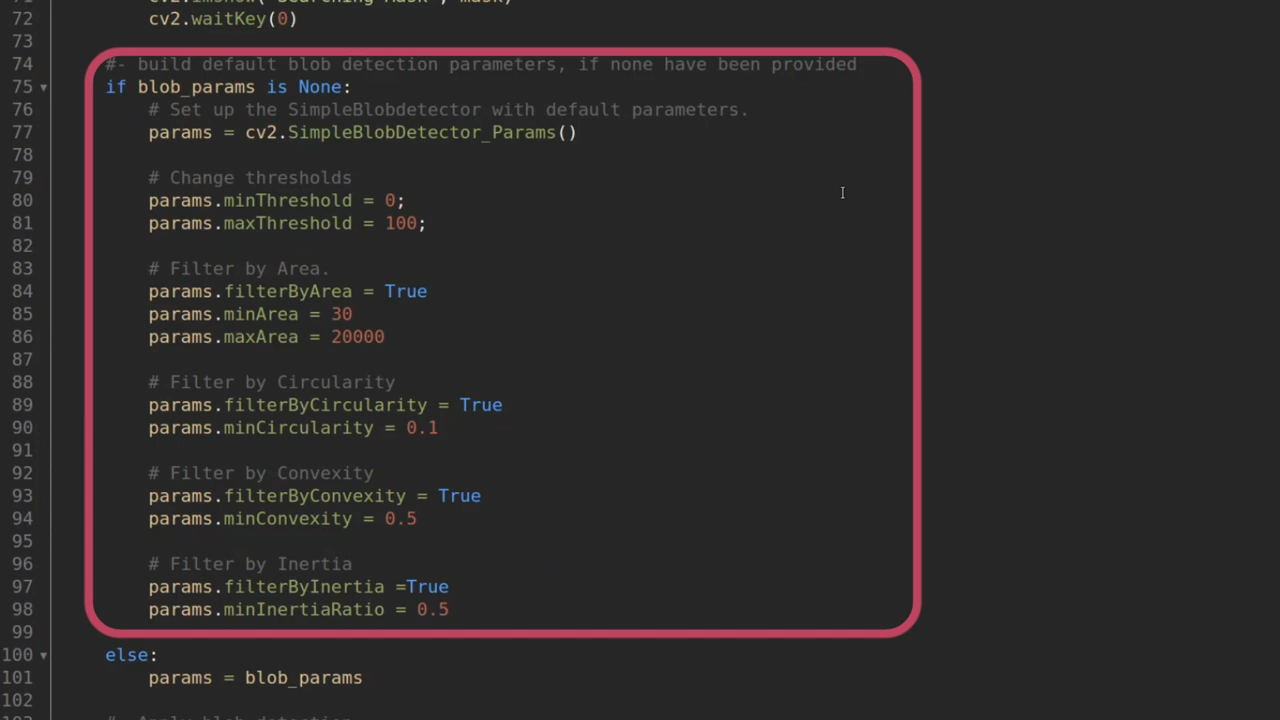 72 cv2.waitKey(0)
73
74 #- build default blob detection parameters, if none have been provided
75 if blob_params is None:
76 # Set up the SimpleBlobdetector with default parameters.
77 params = cv2.SimpleBlobDetector_Params()
78
79 # Change thresholds
80 params.minThreshold = 0;
81 params.maxThreshold = 100;
82
83 # Filter by Area.
84 params.filterByArea = True
85 params.minArea = 30
86 params.maxArea = 20000
87
88 # Filter by Circularity
89 params.filterByCircularity = True
90 params.minCircularity = 0.1
91
92 # Filter by Convexity
93 params.filterByConvexity = True
94 params.minConvexity = 0.5
95
96 # Filter by Inertia
97 params.filterByInertia =True
98 params.minInertiaRatio = 0.5
99
100 else:
101 params = blob_params
102